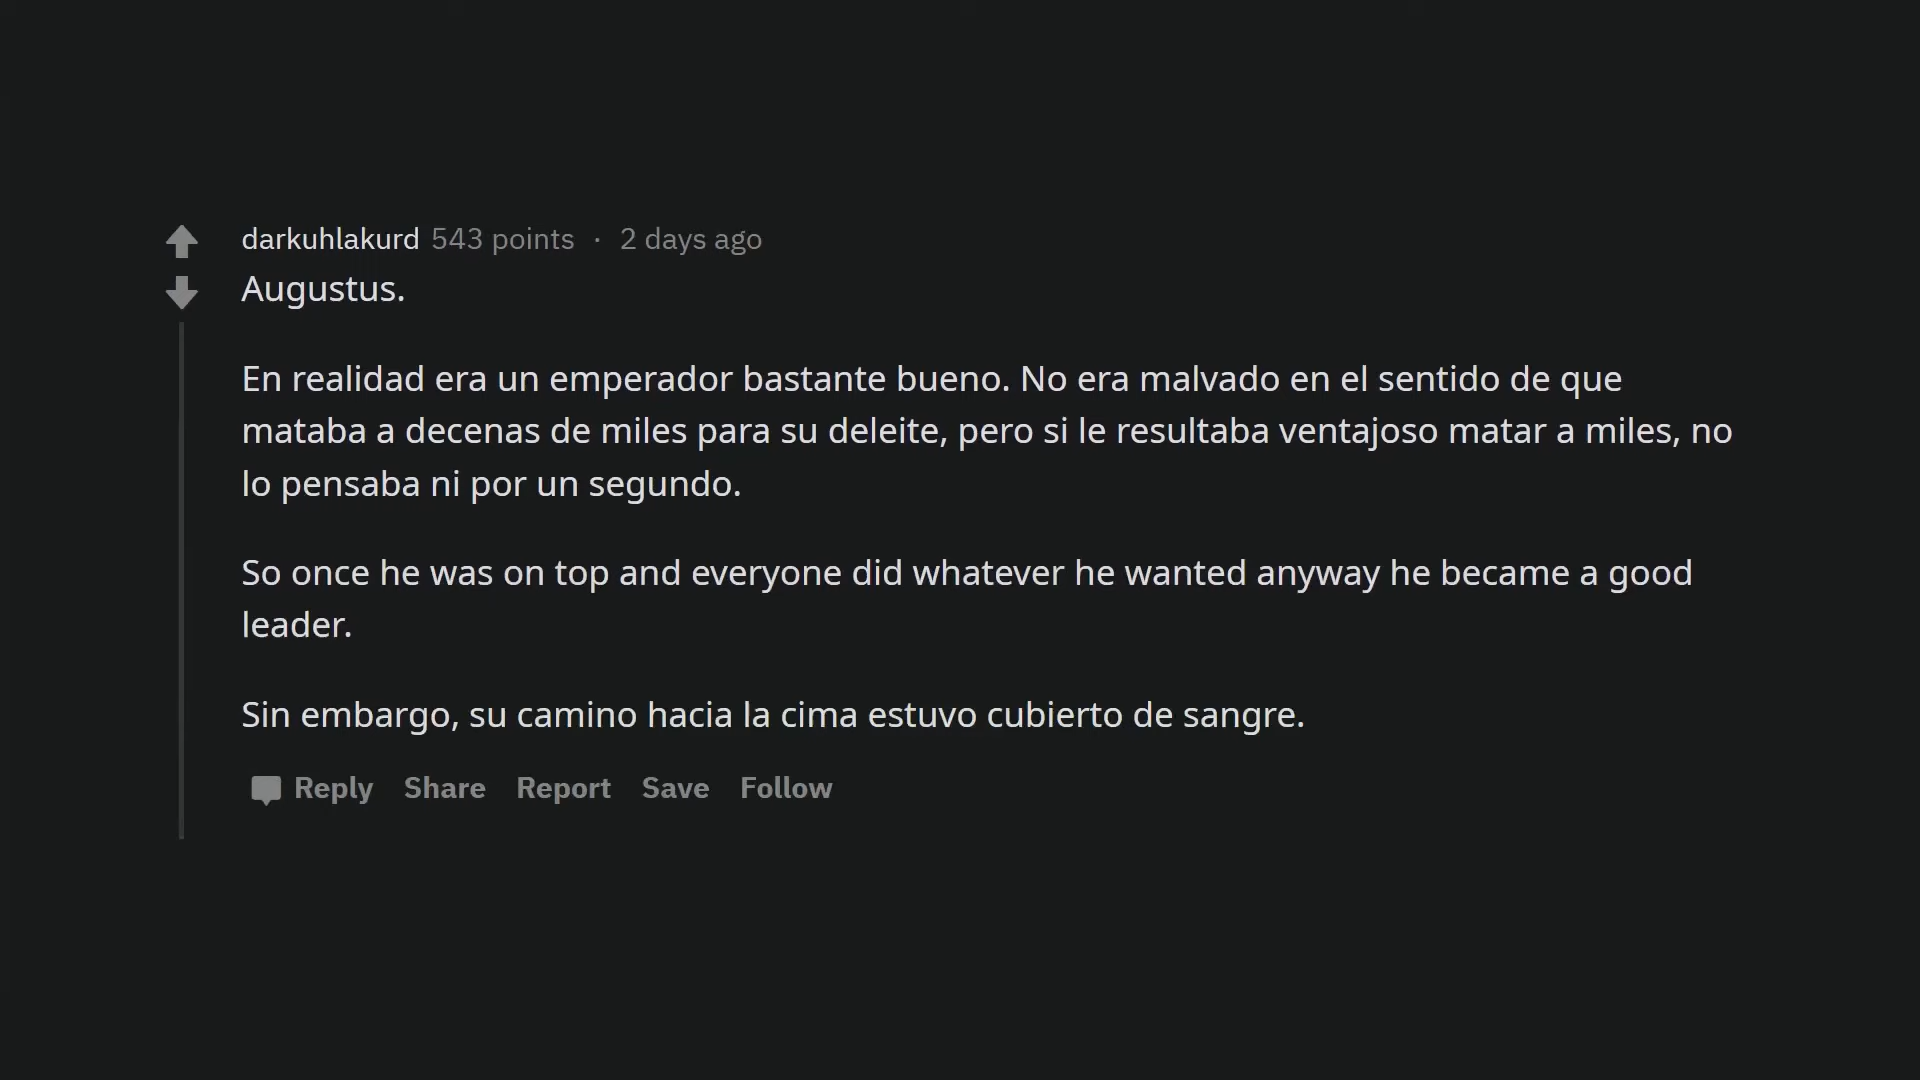 darkuhlakurd 543 points · 2 days ago
Augustus.
En realidad era un emperador bastante bueno. No era malvado en el sentido de que
mataba a decenas de miles para su deleite, pero si le resultaba ventajoso matar a miles, no
lo pensaba ni por un segundo.
So once he was on top and everyone did whatever he wanted anyway he became a good
leader.
Sin embargo, su camino hacia la cima estuvo cubierto de sangre.
Reply Share Report Save Follow